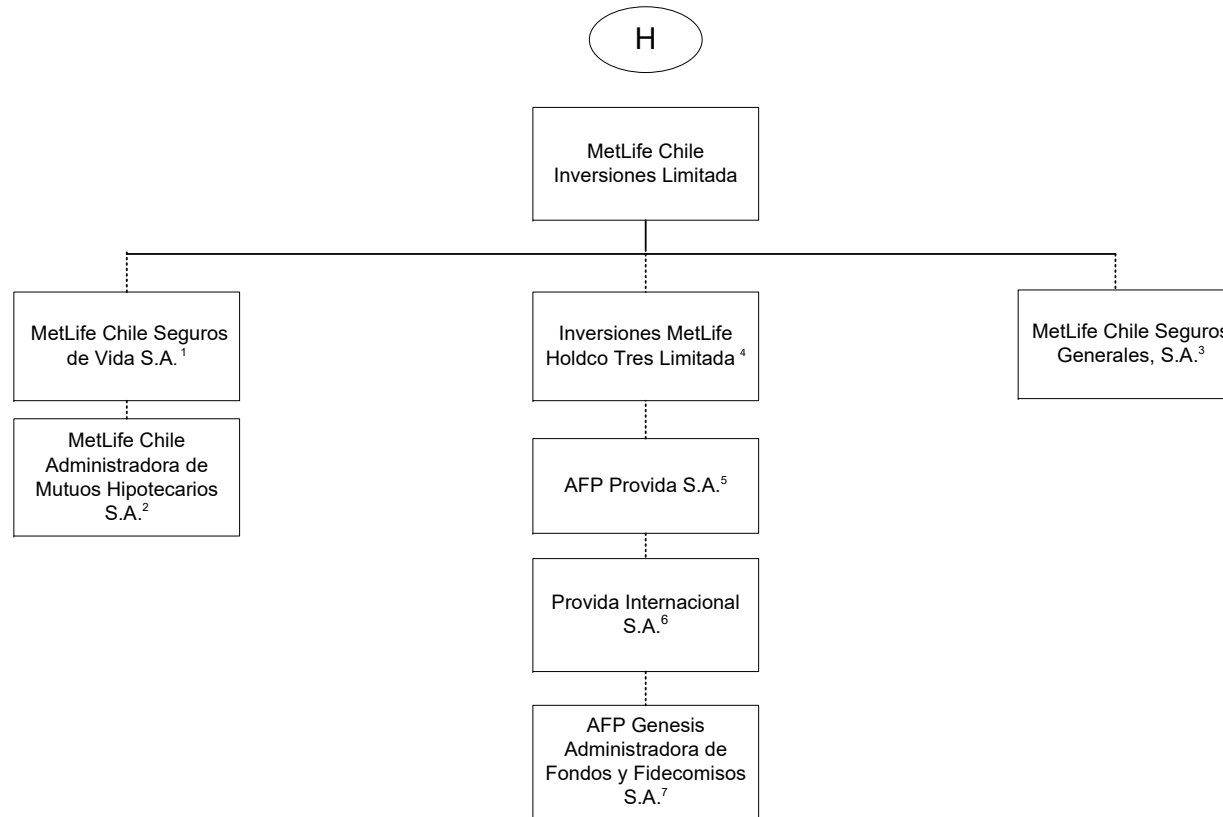 H
MetLife Chile
Inversiones Limitada
MetLife Chile Seguros
de Vida S.A. 1
Inversiones MetLife
Holdco Tres Limitada 4
MetLife Chile Seguros
Generales, S.A.3
MetLife Chile
Administradora de
Mutuos Hipotecarios
S.A.2
AFP Provida S.A.5
Provida Internacional
S.A.6
AFP Genesis
Administradora de
Fondos y Fidecomisos
S.A.7